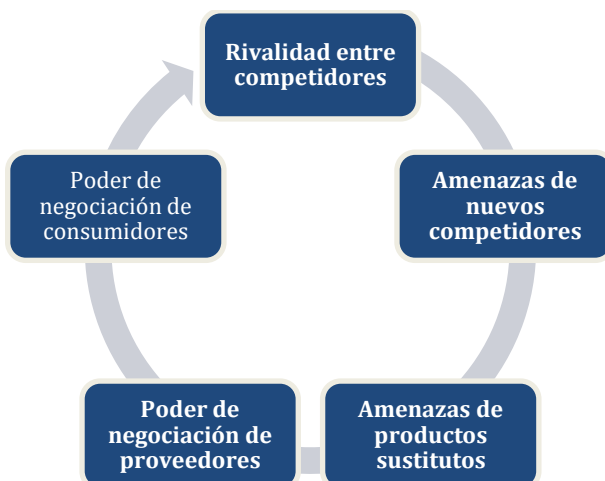 Rivalidad entre
competidores
Amenazas de
nuevos
competidores
Amenazas de
productos
sustitutos
Poder de
negociación de
proveedores
Poder de
negociación de
consumidores